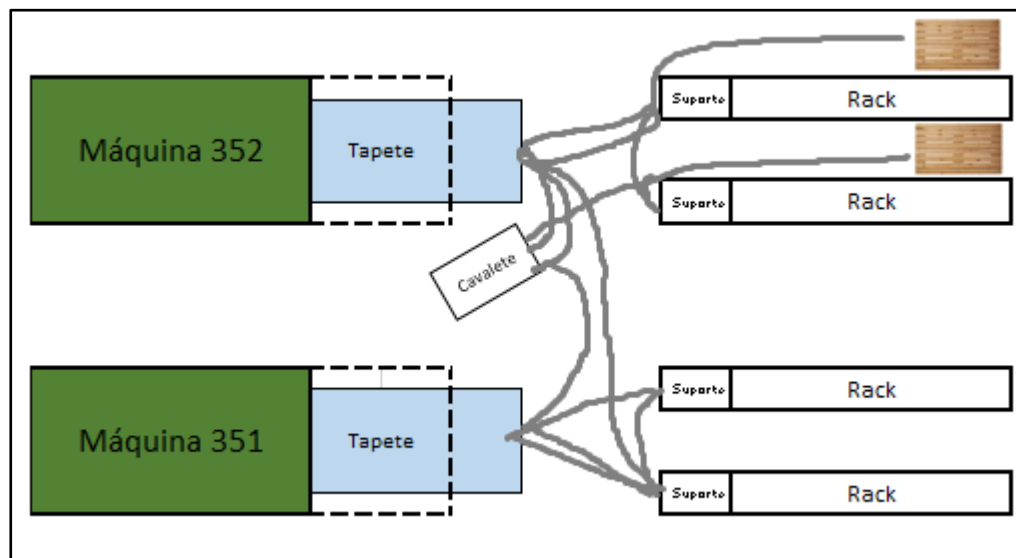 Máquina 352
Tapete
Suporte
Rack
Suporte
Rack
Cavalete
Máquina 351
Tapete
Suporte
Rack
Suporte
Rack